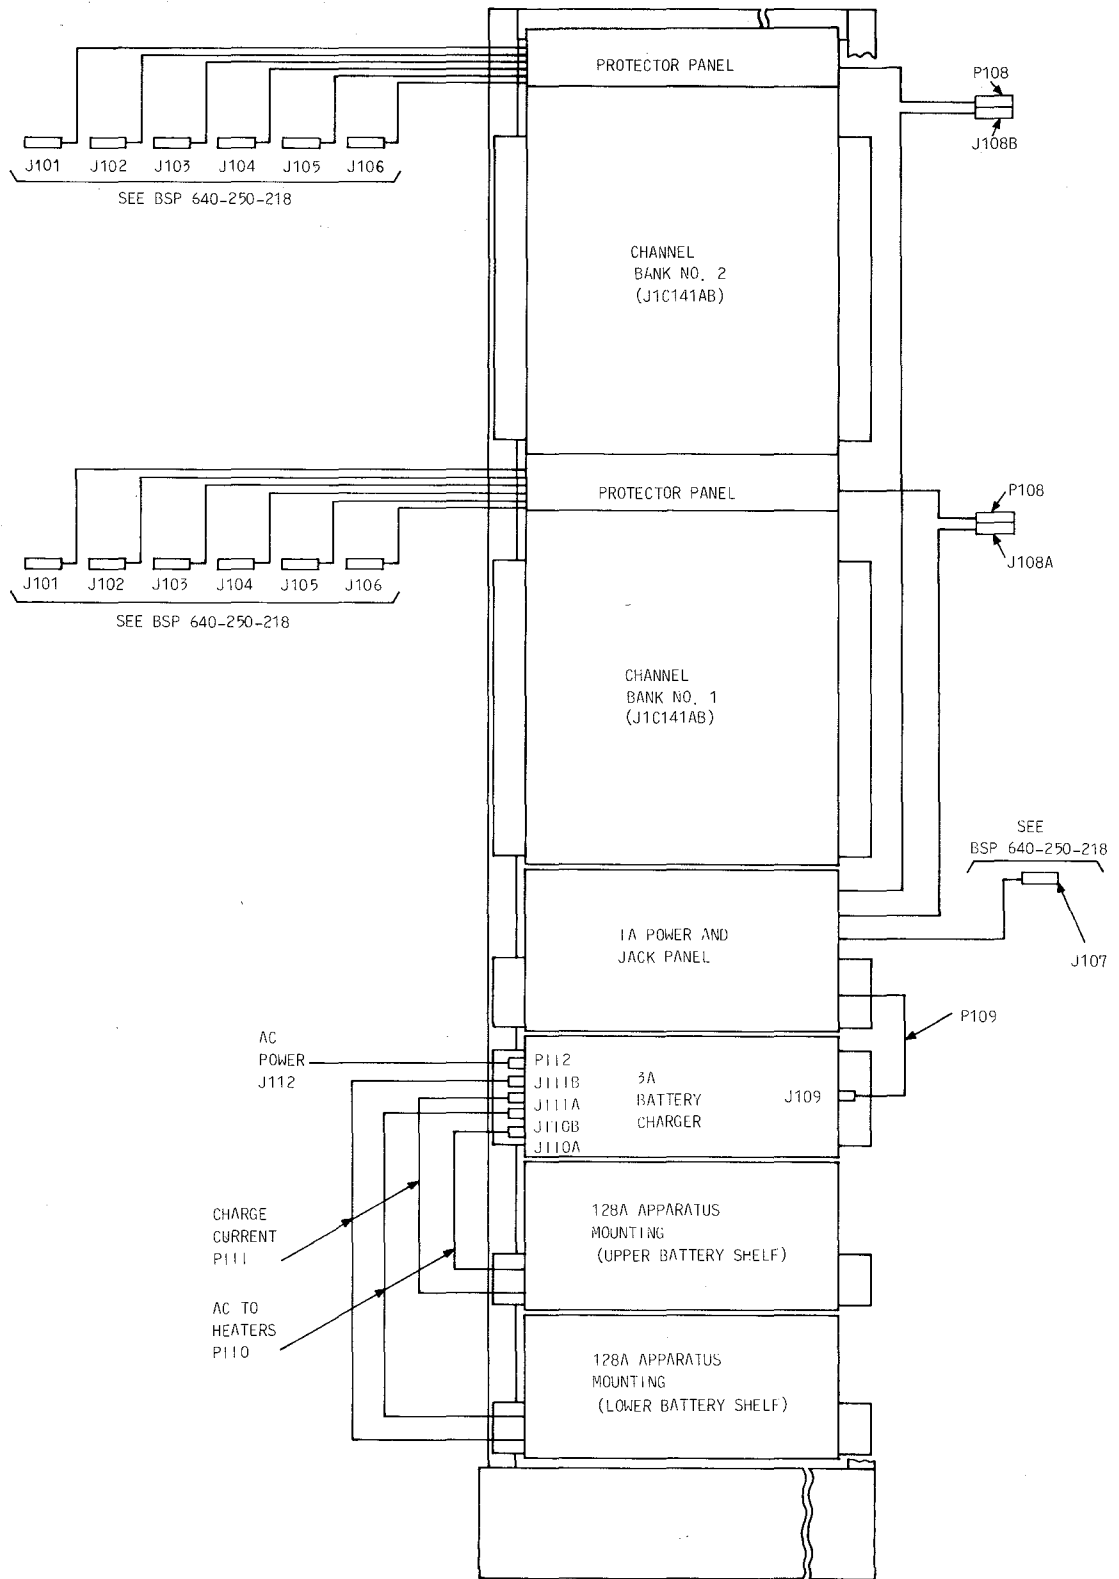 PROTECTOR PANEL
P108
J108B
J101 J102 J103 J104 J105 J106
SEE BSP 640-250-218
CHANNEL
BANK NO. 2
(J1C141AB)
PROTECTOR PANEL
P108
J108A
J101 J102 J103 J104 J105 J106
SEE BSP 640-250-218
CHANNEL
BANK NO. 1
(J1C141AB)
SEE
BSP 640-250-218
J107
1A POWER AND
JACK PANEL
P109
AC
POWER
J112
P112
J111B
J111A
J110B
J110A
3A
BATTERY
CHARGER
J109
CHARGE
CURRENT
P111
AC TO
HEATERS
P110
128A APPARATUS
MOUNTING
(UPPER BATTERY SHELF)
128A APPARATUS
MOUNTING
(LOWER BATTERY SHELF)